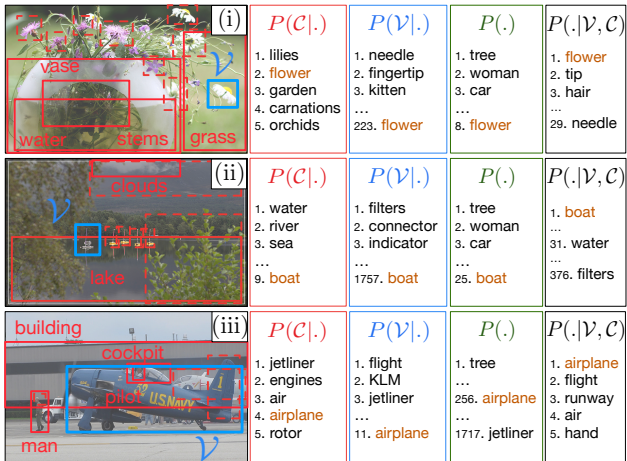 (i)
vase
V
water stems grass
P(C|.)
1. lilies
2. flower
3. garden
4. carnations
5. orchids
P(V|.)
1. needle
2. fingertip
3. kitten
...
223. flower
P(.)
1. tree
2. woman
3. car
...
8. flower
P(.|V, C)
1. flower
2. tip
3. hair
...
29. needle
(ii)
clouds
V
lake
P(C|.)
1. water
2. river
3. sea
...
9. boat
P(V|.)
1. filters
2. connector
3. indicator
...
1757. boat
P(.)
1. tree
2. woman
3. car
...
25. boat
P(.|V, C)
1. boat
...
31. water
...
376. filters
(iii)
building
cockpit
pilot
U.S.NAVY
man
V
P(C|.)
1. jetliner
2. engines
3. air
4. airplane
5. rotor
P(V|.)
1. flight
2. KLM
3. jetliner
...
11. airplane
P(.)
1. tree
...
256. airplane
...
1717. jetliner
P(.|V, C)
1. airplane
2. flight
3. runway
4. air
5. hand